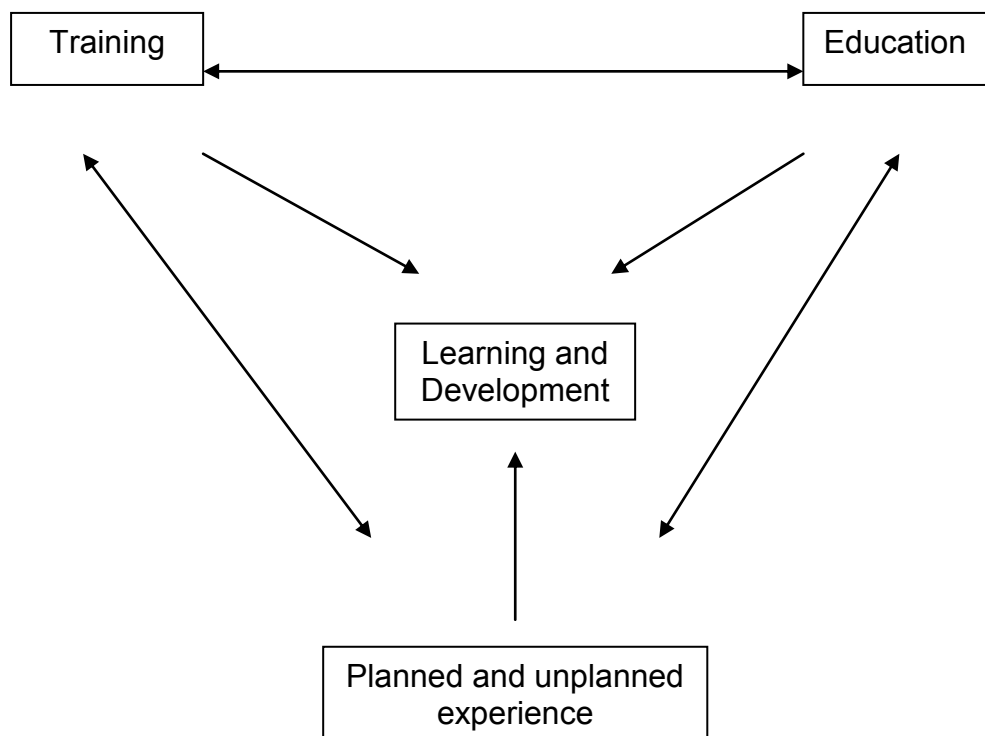 Training
Education
Learning and
Development
Planned and unplanned
experience